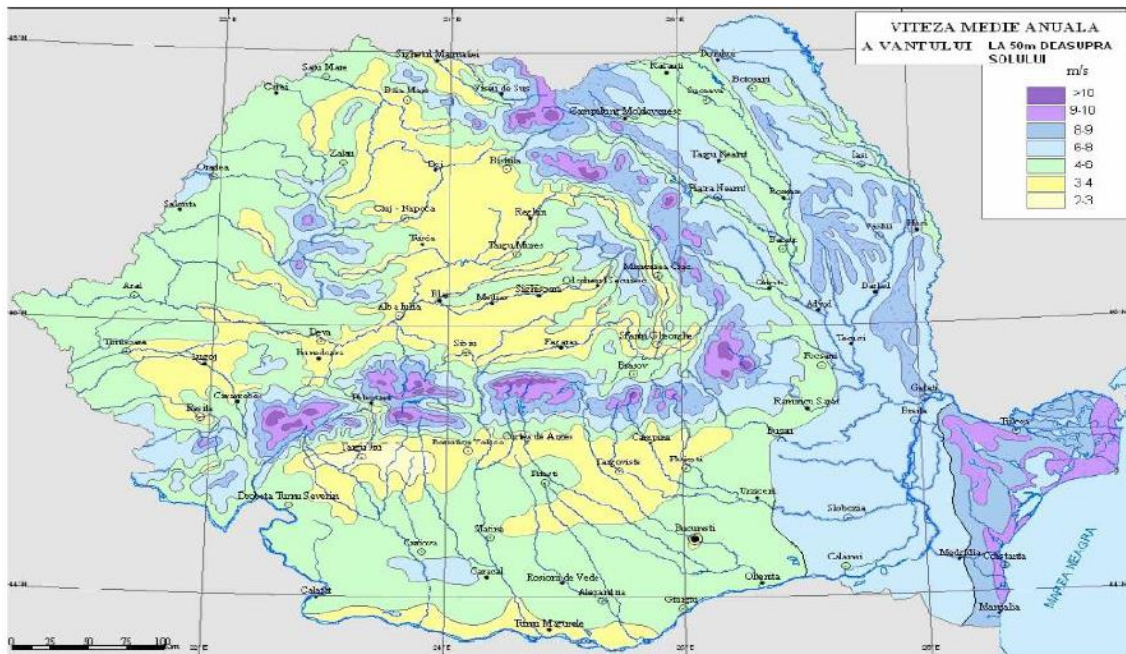 VITEZA MEDIE ANUALA
A VANTULUI LA 50m DEASUPRA
SOLULUI
m/s
>10
9-10
8-9
6-8
4-6
3-4
2-3
Sighetul Marmatiei
Satu Mare
Dorohoi
Radauti
Botosani
Carei
Baia Mare
Viseu de Sus
Suceava
Campulung Moldovenesc
Zalau
Dej
Bistrita
Targu Neamt
Iasi
Oradea
Piatra Neamt
Roman
Salonta
Cluj - Napoca
Reghin
Vaslui
Husi
Turda
Targu Mures
Bacau
Miercurea Ciuc
Odorheiul Secuiesc
Onesti
Arad
Blaj
Medias
Sighisoara
Barlad
Alba Iulia
Adjud
Timisoara
Deva
Sfantu Gheorghe
Tecuci
Lugoj
Hunedoara
Sibiu
Fagaras
Focsani
Brasov
Caransebes
Petrosani
Galati
Resita
Ramnicu Sarat
Braila
Tulcea
Targu Jiu
Ramnicu Valcea
Curtea de Arges
Campina
Buzau
Targoviste
Ploiesti
Pitesti
Drobeta Turnu Severin
Urziceni
Slobozia
Slatina
Bucuresti
Craiova
Medgidia
Constanta
Calarasi
Caracal
Rosiorii de Vede
Oltenita
Calafat
Alexandria
Giurgiu
Mangalia
Turnu Magurele
MAREA NEAGRA
0 25 50 75 100